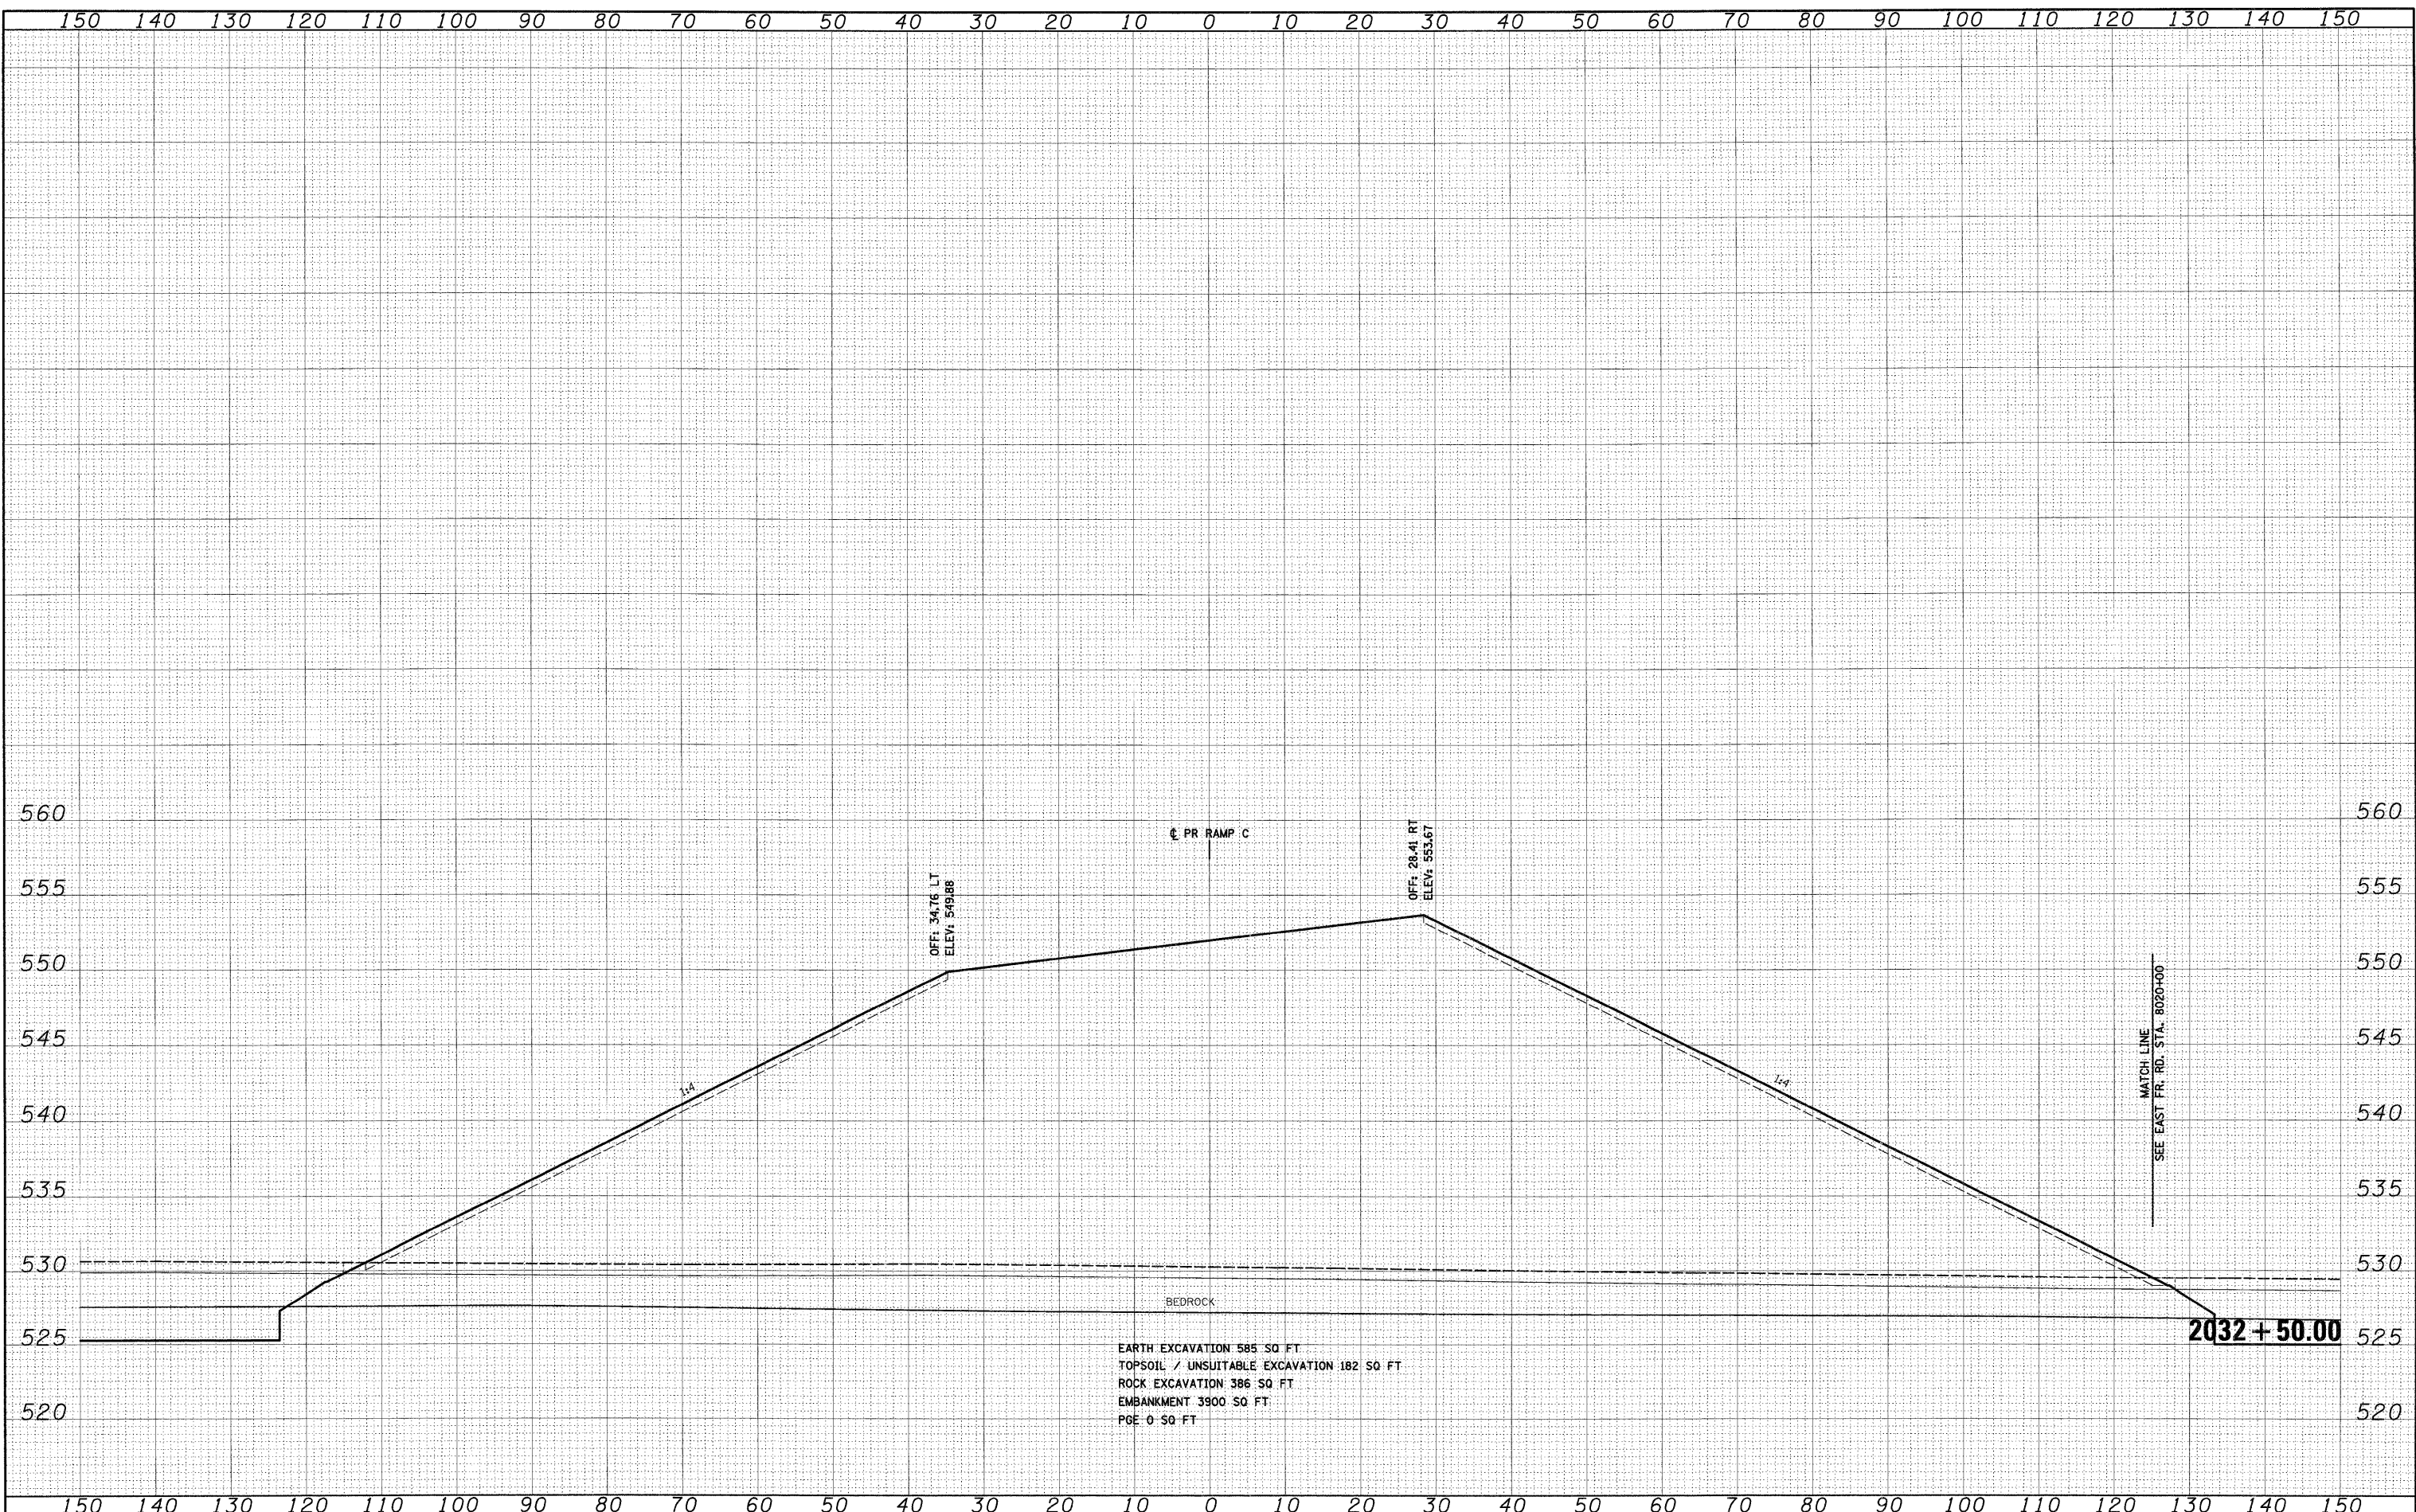 150 140 130 120 110 100 90 80 70 60 50 40 30 20 10 0 10 20 30 40 50 60 70 80 90 100 110 120 130 140 150
560 560
℄ PR RAMP C
OFF: 28.41 RT
ELEV: 553.67
555 555
OFF: 34.76 LT
ELEV: 549.88
550 550
MATCH LINE
SEE EAST FR. RD. STA. 8020+00
545 545
1:4 1:4
540 540
535 535
530 530
BEDROCK
525 525
2032+50.00
EARTH EXCAVATION 585 SQ FT
TOPSOIL / UNSUITABLE EXCAVATION 182 SQ FT
ROCK EXCAVATION 386 SQ FT
EMBANKMENT 3900 SQ FT
PGE 0 SQ FT
520 520
150 140 130 120 110 100 90 80 70 60 50 40 30 20 10 0 10 20 30 40 50 60 70 80 90 100 110 120 130 140 150